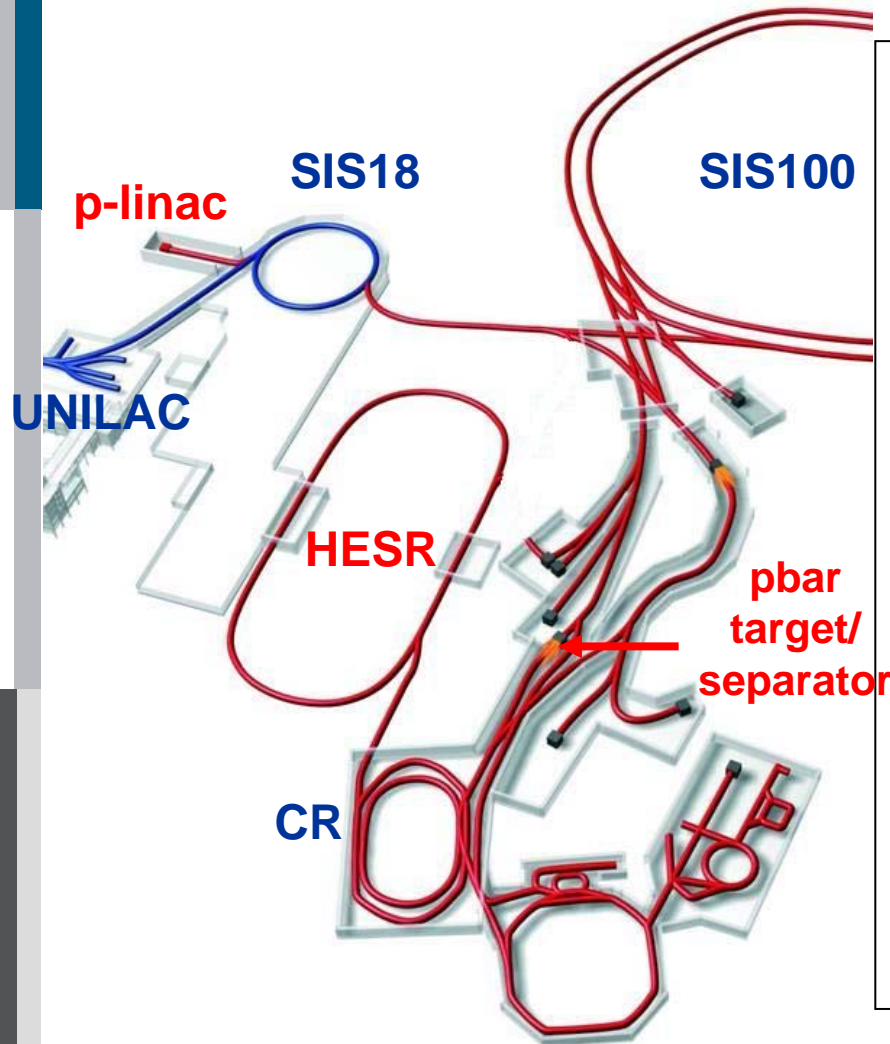 SIS18
SIS100
p-linac
UNILAC
HESR
pbar
target/
separator
CR